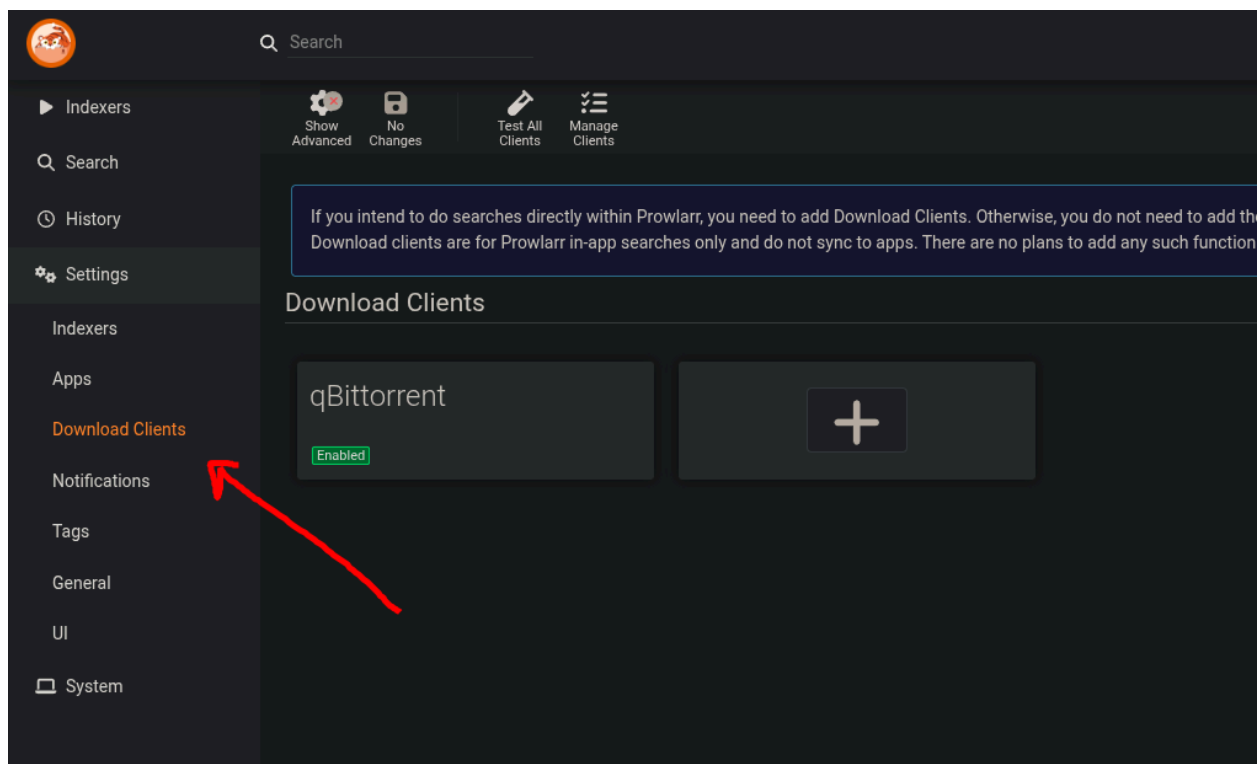 Search
Indexers
Search
History
Settings
Indexers
Apps
Download Clients
Notifications
Tags
General
UI
System
Show
Advanced
No
Changes
Test All
Clients
Manage
Clients
If you intend to do searches directly within Prowlarr, you need to add Download Clients. Otherwise, you do not need to add the
Download clients are for Prowlarr in-app searches only and do not sync to apps. There are no plans to add any such function
Download Clients
qBittorrent
Enabled